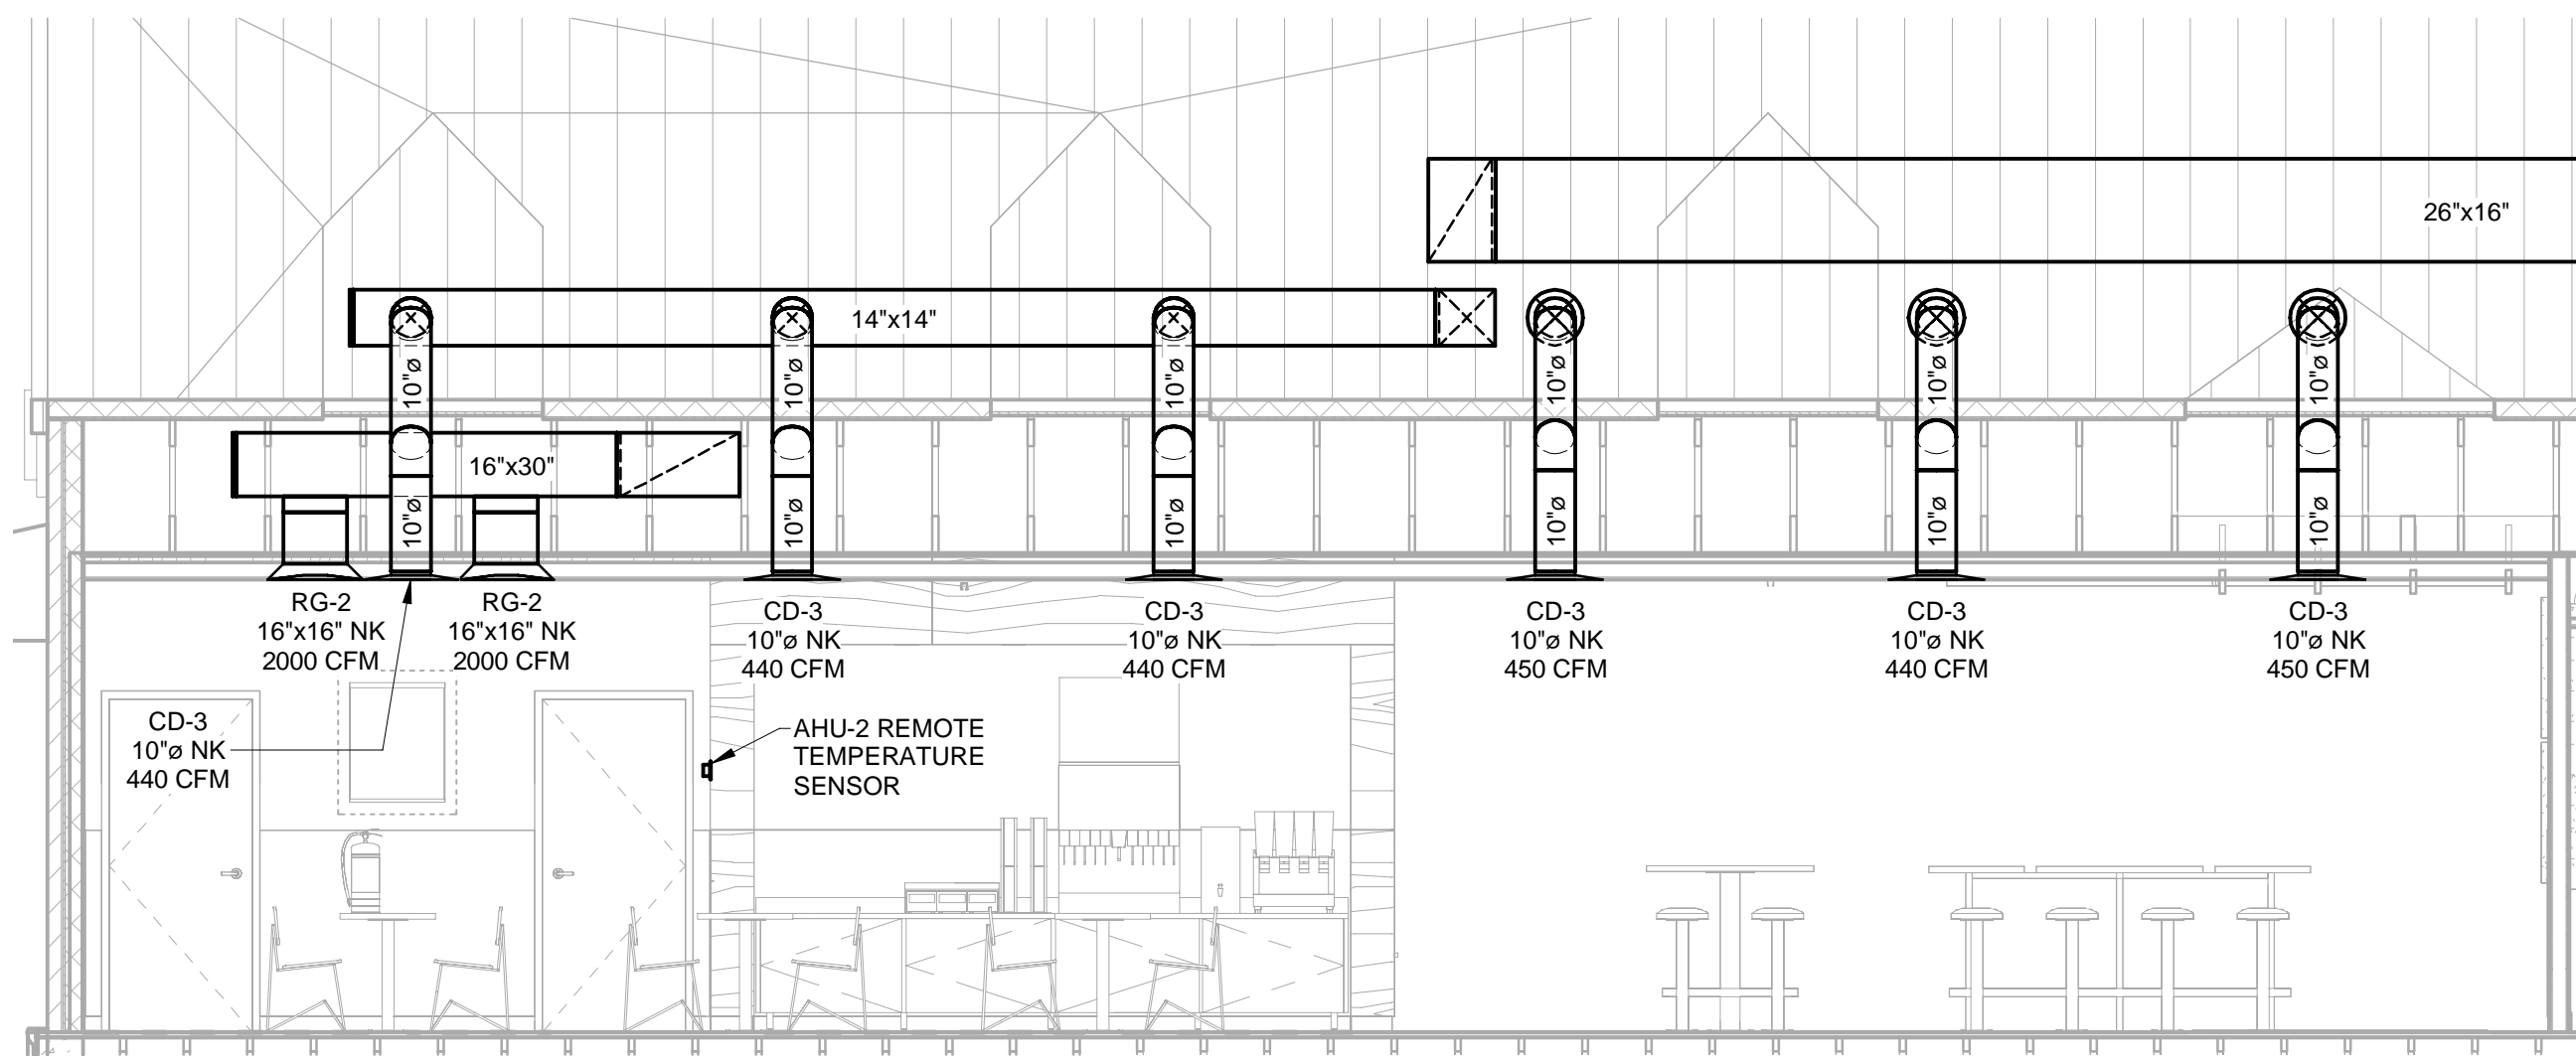 26"x16"
14"x14"
10"ø
10"ø
10"ø
10"ø
10"ø
10"ø
16"x30"
10"ø
10"ø
10"ø
10"ø
10"ø
10"ø
RG-2
16"x16" NK
2000 CFM
RG-2
16"x16" NK
2000 CFM
CD-3
10"ø NK
440 CFM
CD-3
10"ø NK
440 CFM
CD-3
10"ø NK
450 CFM
CD-3
10"ø NK
440 CFM
CD-3
10"ø NK
450 CFM
CD-3
10"ø NK
440 CFM
AHU-2 REMOTE
TEMPERATURE
SENSOR